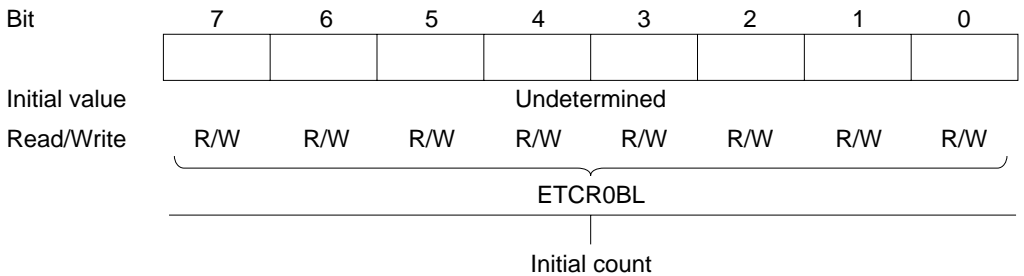 Bit 7 6 5 4 3 2 1 0
Initial value Undetermined
Read/Write R/W R/W R/W R/W R/W R/W R/W R/W
ETCR0BL
Initial count